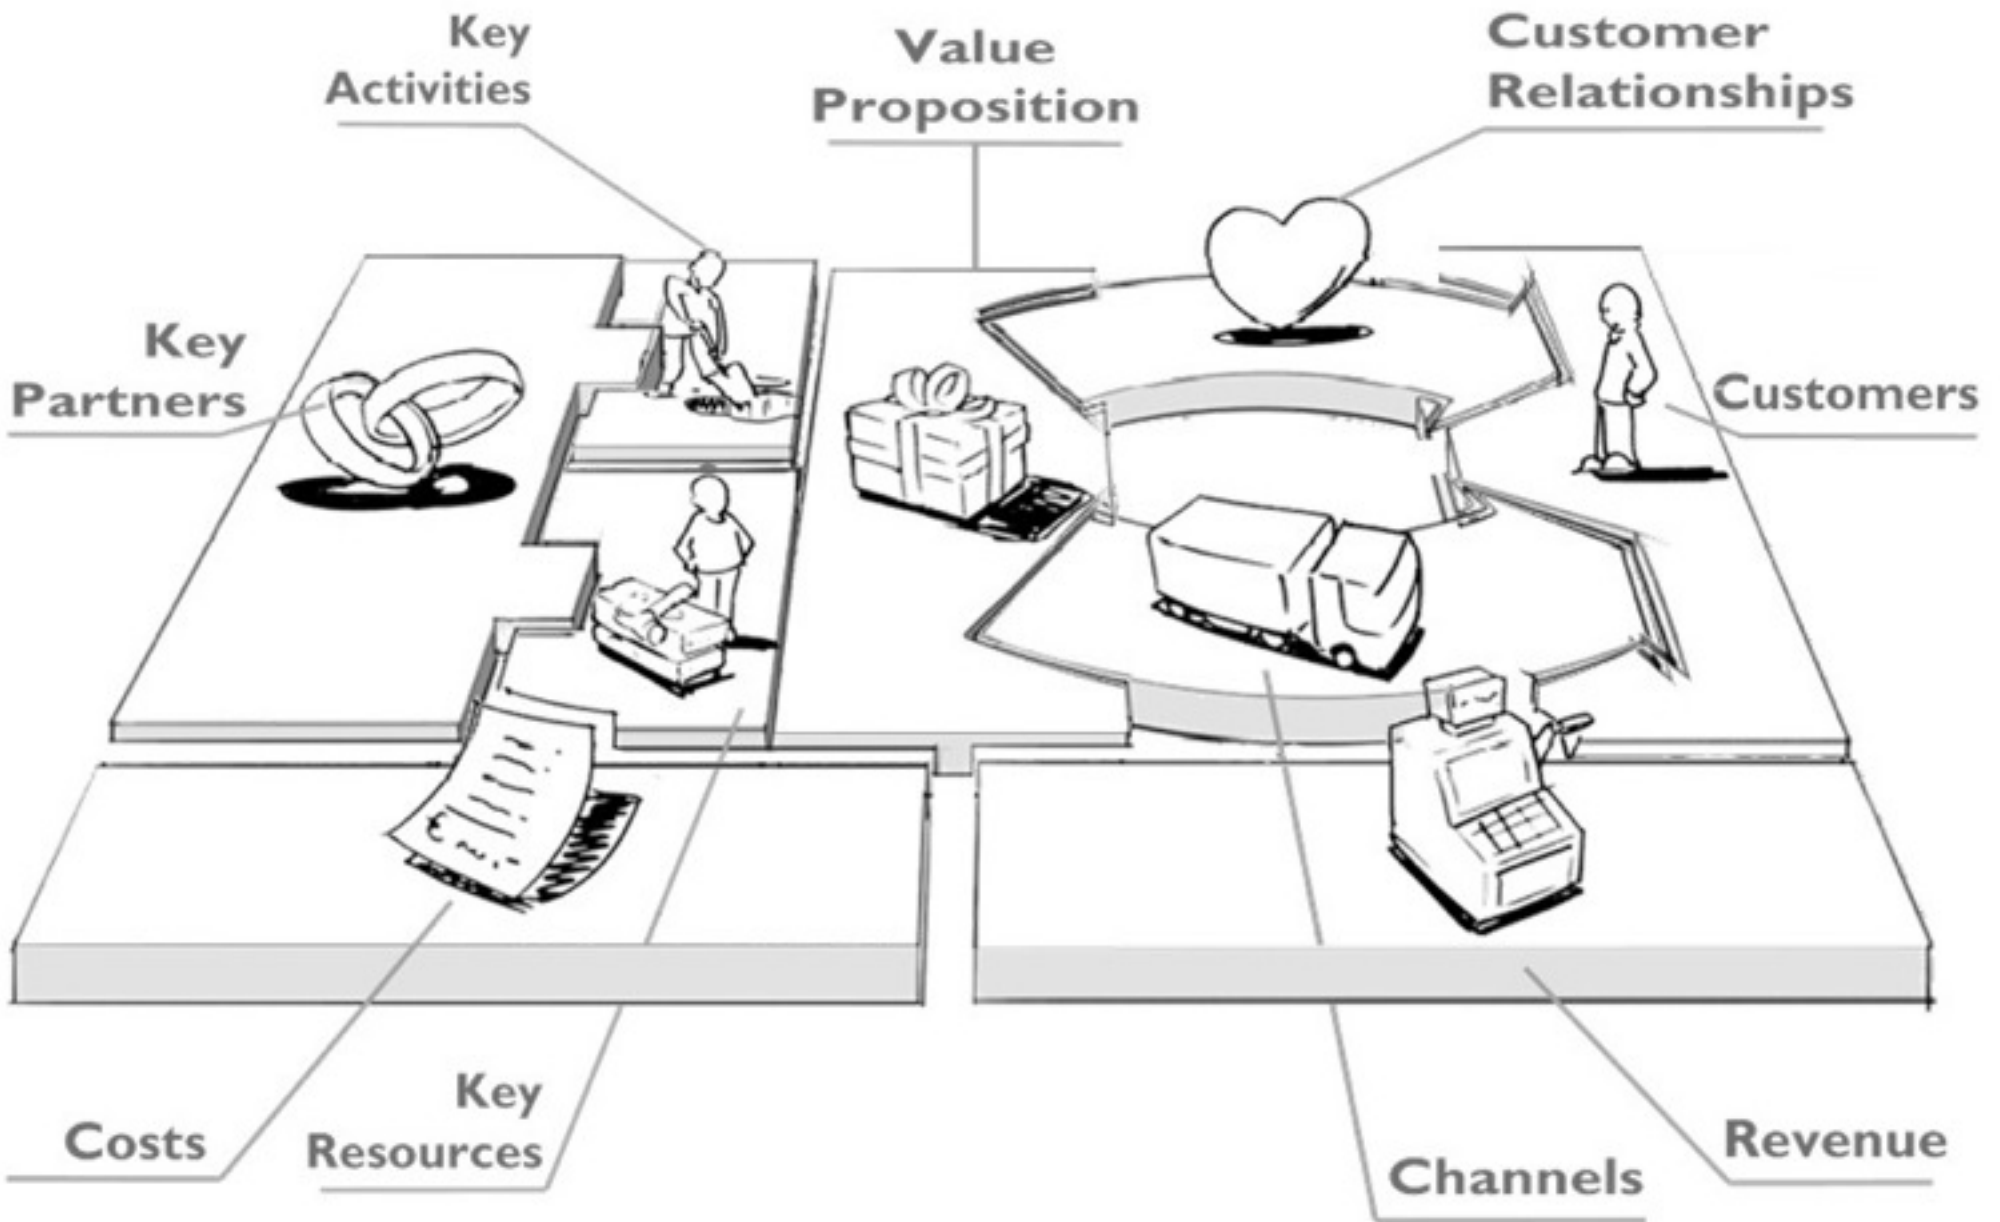 Key
Activities
Value
Proposition
Customer
Relationships
Key
Partners
Customers
Costs
Key
Resources
Channels
Revenue